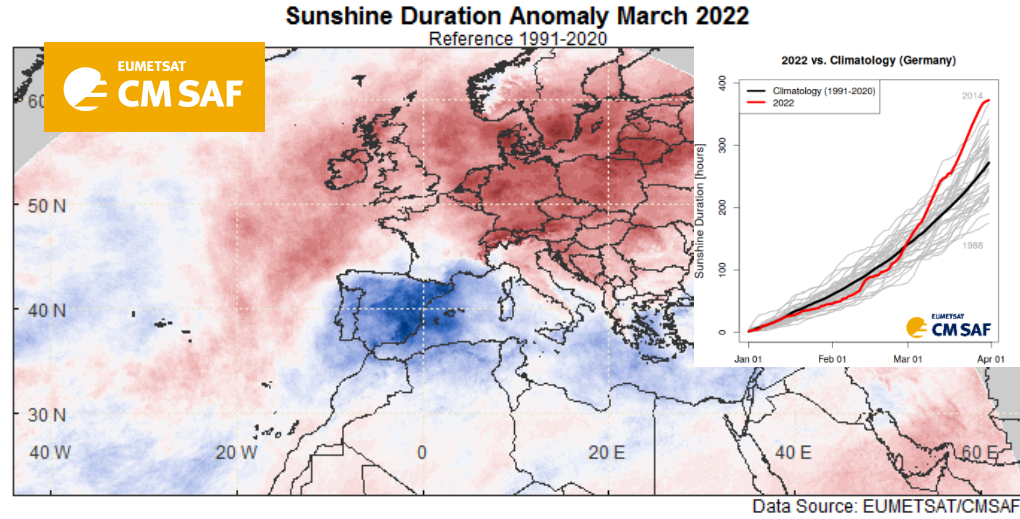 Sunshine Duration Anomaly March 2022
Reference 1991-2020
EUMETSAT
CM SAF
60
50 N
40 N
30 N
40 W
20 W
0
20 E
40 E
60 E
2022 vs. Climatology (Germany)
Climatology (1991-2020)
2022
2014
1988
Sunshine Duration [hours]
400
300
200
100
0
Jan 01
Feb 01
Mar 01
Apr 01
EUMETSAT
CM SAF
Data Source: EUMETSAT/CMSAF